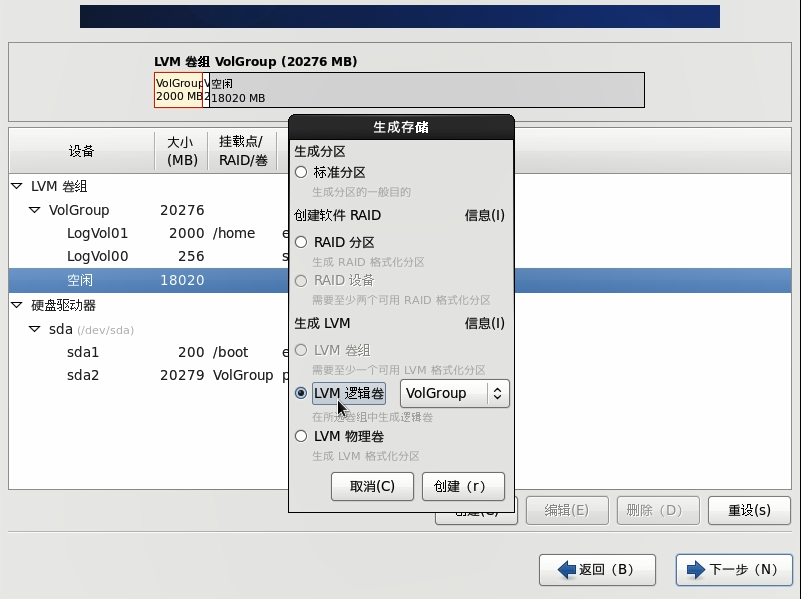 LVM 卷组 VolGroup (20276 MB)
VolGroup
2000 MB
空闲
18020 MB
设备
大小
(MB)
挂载点/
RAID/卷
LVM 卷组
VolGroup 20276
LogVol01 2000 /home
LogVol00 256
空闲 18020
硬盘驱动器
sda (/dev/sda)
sda1 200 /boot
sda2 20279 VolGroup
生成存储
生成分区
标准分区
生成分区的一般目的
创建软件 RAID 信息(I)
RAID 分区
生成 RAID 格式化分区
RAID 设备
需要至少两个可用 RAID 格式化分区
生成 LVM 信息(I)
LVM 卷组
需要至少一个可用 LVM 格式化分区
LVM 逻辑卷 VolGroup
在所选卷组中生成逻辑卷
LVM 物理卷
生成 LVM 格式化分区
取消(C) 创建（r）
创建(C) 编辑(E) 删除（D） 重设(s)
返回（B） 下一步（N）